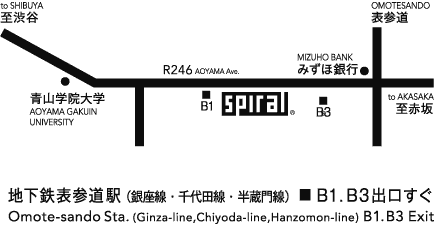 to SHIBUYA
至渋谷
OMOTESANDO
表参道
MIZUHO BANK
みずほ銀行
R246 AOYAMA Ave.
to AKASAKA
至赤坂
青山学院大学
AOYAMA GAKUIN
UNIVERSITY
B1
spiral®
B3
地下鉄表参道駅（銀座線・千代田線・半蔵門線）■ B1. B3出口すぐ
Omote-sando Sta. (Ginza-line,Chiyoda-line,Hanzomon-line) B1. B3 Exit